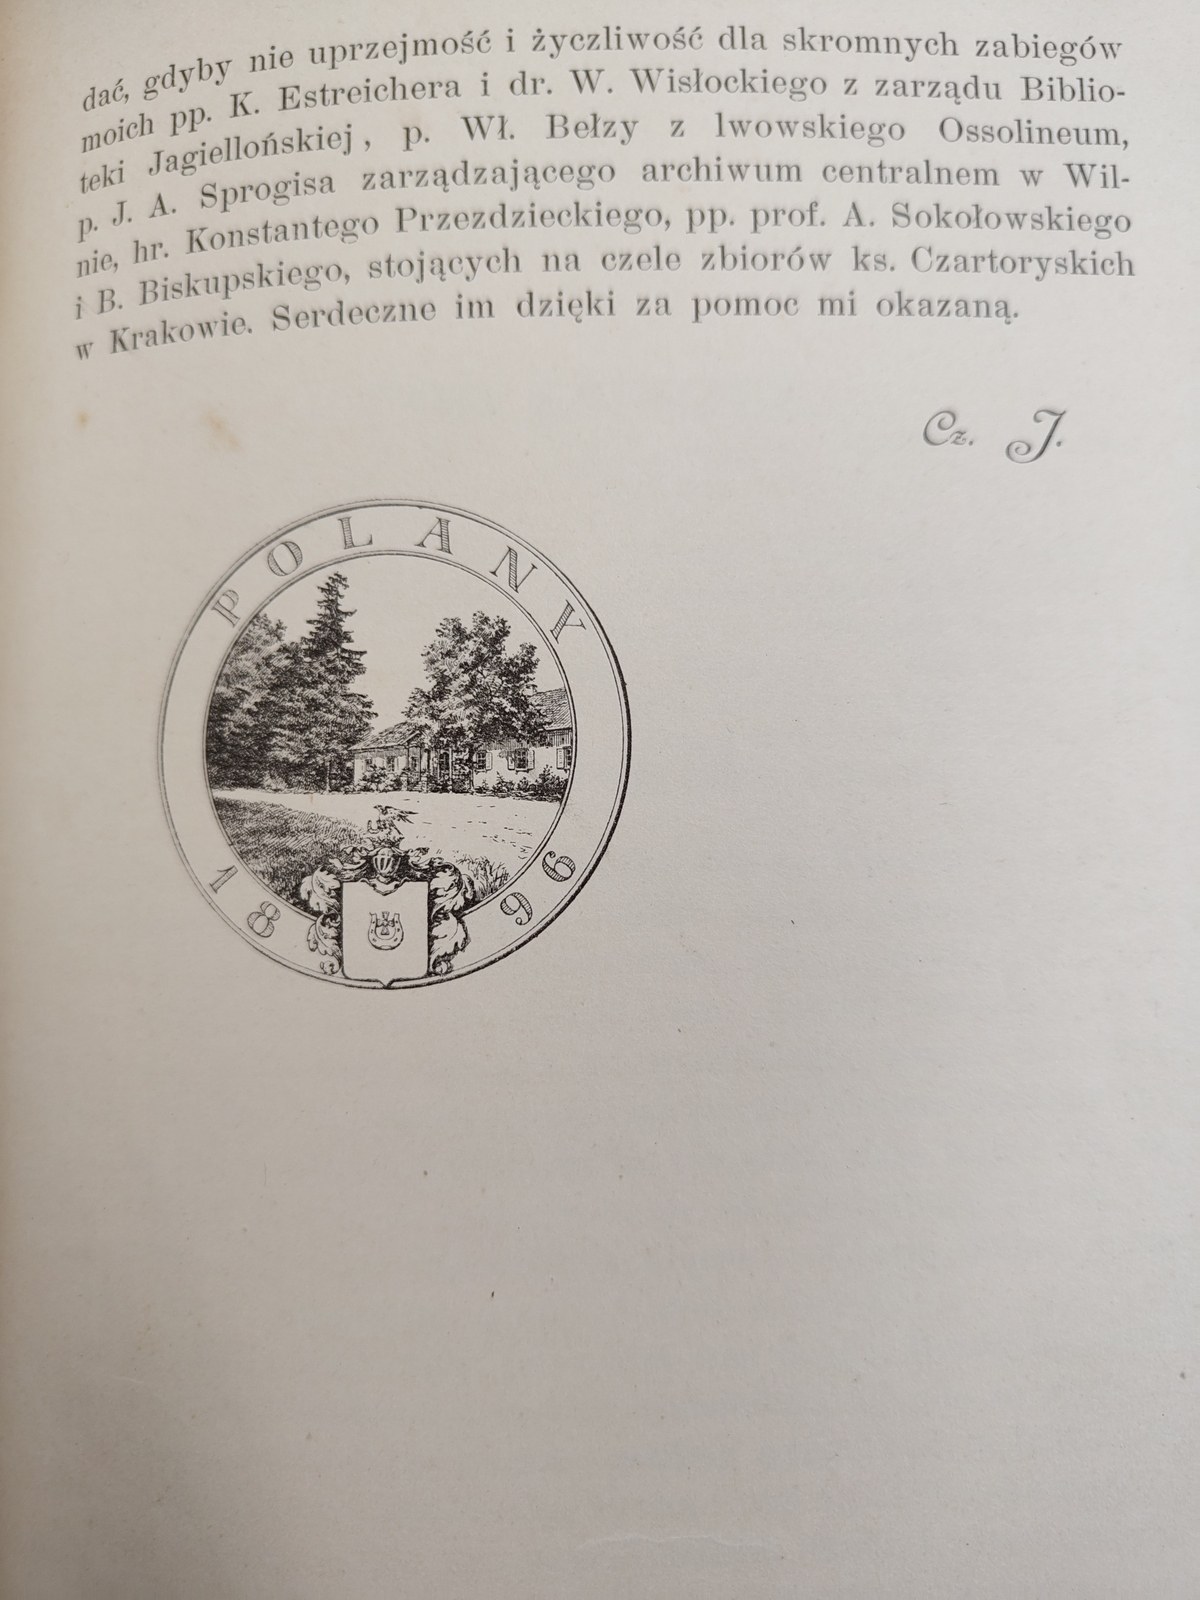 dać, gdyby nie uprzejmość i życzliwość dla skromnych zabiegów
moich pp. K. Estreichera i dr. W. Wisłockiego z zarządu Biblio-
teki Jagiellońskiej, p. Wł. Bełzy z lwowskiego Ossolineum,
p. J. A. Sprogisa zarządzającego archiwum centralnem w Wil-
nie, hr. Konstantego Przezdzieckiego, pp. prof. A. Sokołowskiego
i B. Biskupskiego, stojących na czele zbiorów ks. Czartoryskich
w Krakowie. Serdeczne im dzięki za pomoc mi okazaną.
Cz. J.
POLANY
1896